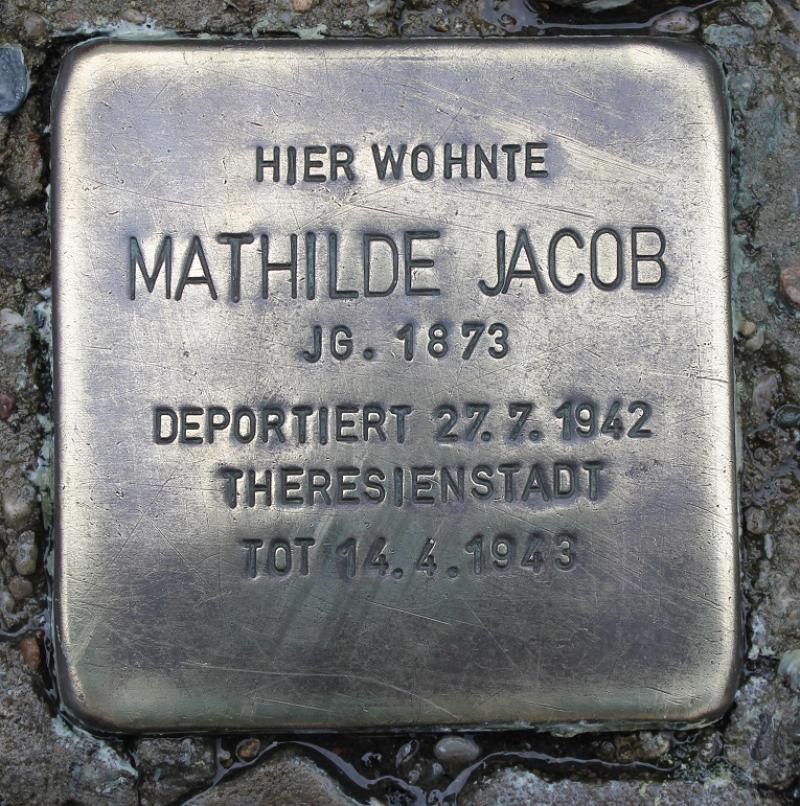 HIER WOHNTE
MATHILDE JACOB
JG. 1873
DEPORTIERT 27. 7. 1942
THERESIENSTADT
TOT 14. 4. 1943